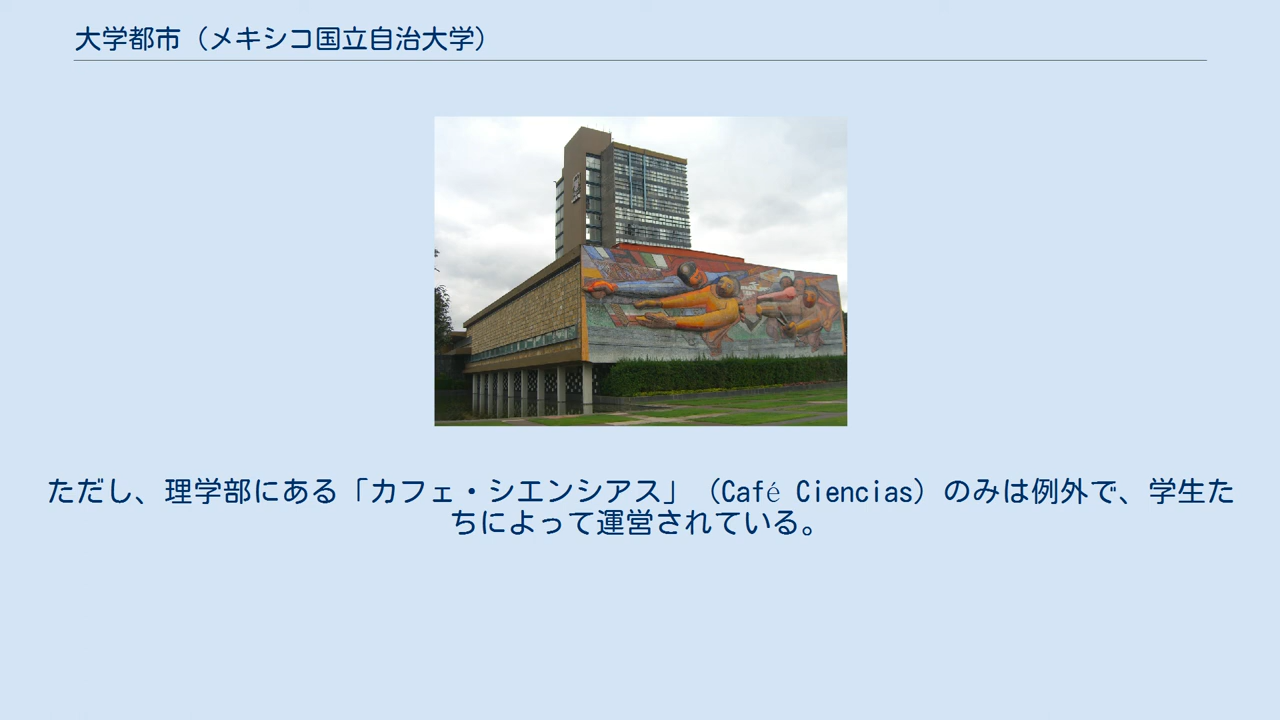 大学都市（メキシコ国立自治大学）
ただし、理学部にある「カフェ・シエンシアス」（Café Ciencias）のみは例外で、学生た
ちによって運営されている。